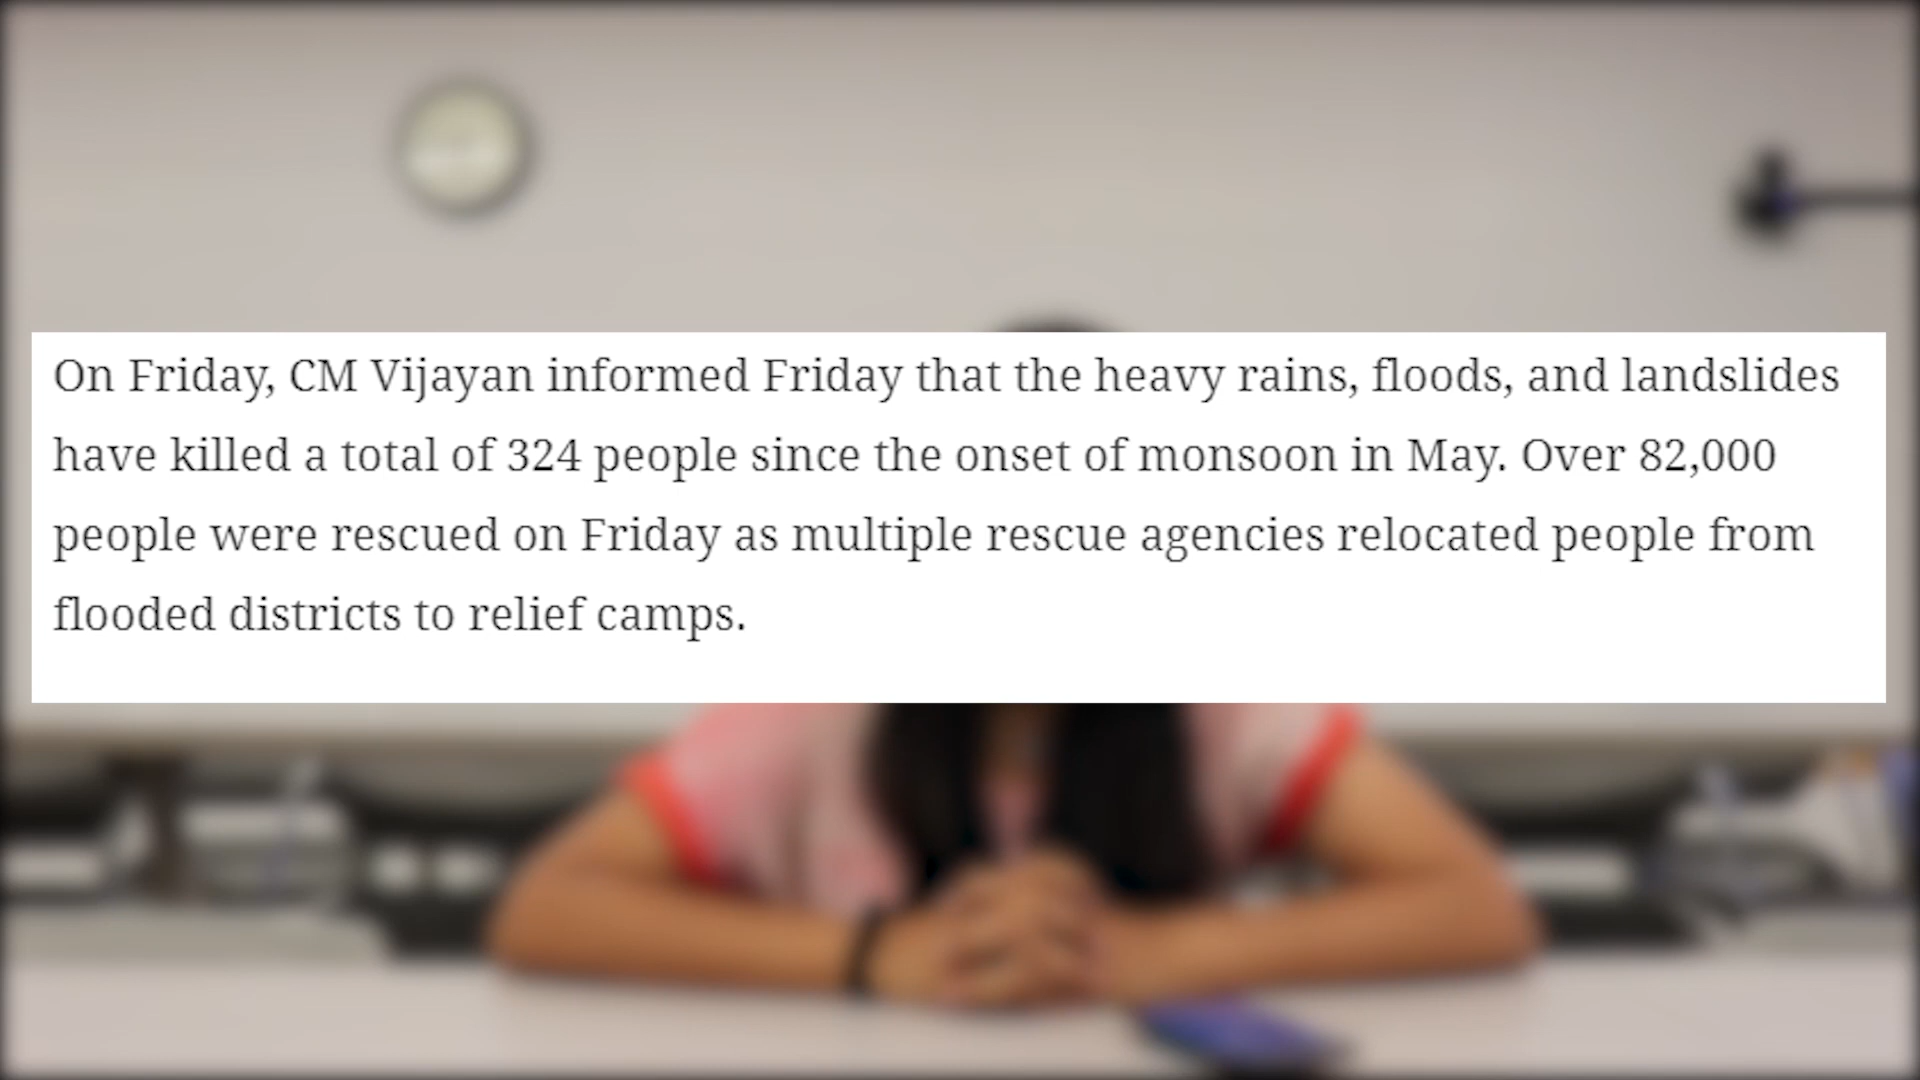 On Friday, CM Vijayan informed Friday that the heavy rains, floods, and landslides
have killed a total of 324 people since the onset of monsoon in May. Over 82,000
people were rescued on Friday as multiple rescue agencies relocated people from
flooded districts to relief camps.